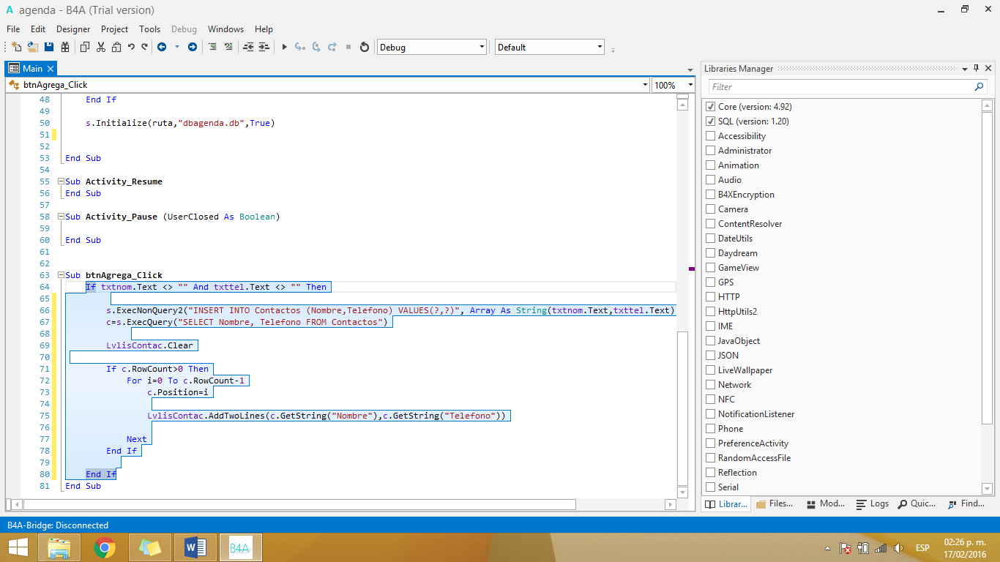 A agenda - B4A (Trial version)
File Edit Designer Project Tools Debug Windows Help
Debug Default
Main
btnAgrega_Click 100%
48 End If
49
50 s.Initialize(ruta,"dbagenda.db",True)
51
52
53 End Sub
54
55 Sub Activity_Resume
56 End Sub
57
58 Sub Activity_Pause (UserClosed As Boolean)
59
60 End Sub
61
62
63 Sub btnAgrega_Click
64 If txtnom.Text <> "" And txttel.Text <> "" Then
65
66 s.ExecNonQuery2("INSERT INTO Contactos (Nombre,Telefono) VALUES(?,?)", Array As String(txtnom.Text,txttel.Text)
67 c=s.ExecQuery("SELECT Nombre, Telefono FROM Contactos")
68
69 LvlisContac.Clear
70
71 If c.RowCount>0 Then
72 For i=0 To c.RowCount-1
73 c.Position=i
74
75 LvlisContac.AddTwoLines(c.GetString("Nombre"),c.GetString("Telefono"))
76
77 Next
78 End If
79
80 End If
81 End Sub
Libraries Manager
Filter
Core (version: 4.92)
SQL (version: 1.20)
Accessibility
Administrator
Animation
Audio
B4XEncryption
Camera
ContentResolver
DateUtils
Daydream
GameView
GPS
HTTP
HttpUtils2
IME
JavaObject
JSON
LiveWallpaper
Network
NFC
NotificationListener
Phone
PreferenceActivity
RandomAccessFile
Reflection
Serial
Librar... Files... Mod... Logs Quic... Find...
B4A-Bridge: Disconnected
B4A
ESP
02:26 p. m.
17/02/2016